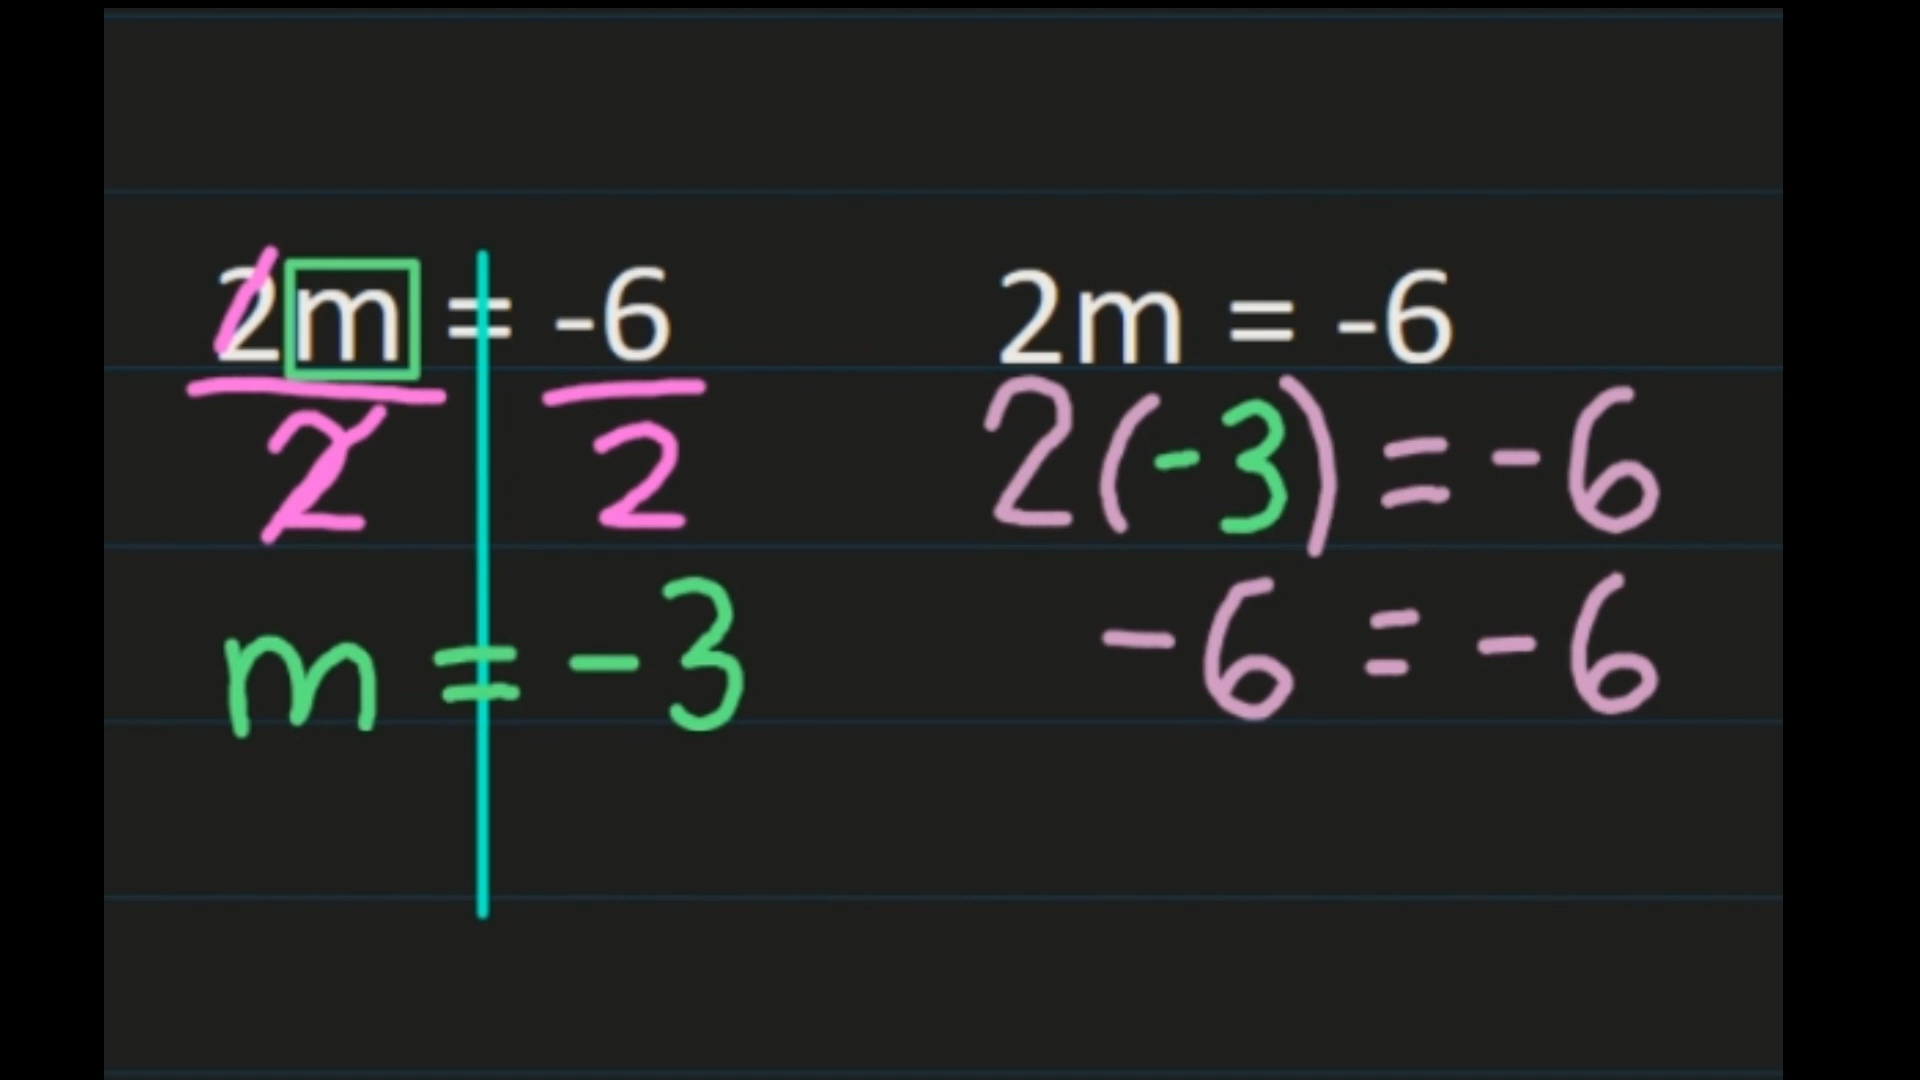 2m = -6
2 2
m = -3
2m = -6
2(-3) = -6
-6 = -6